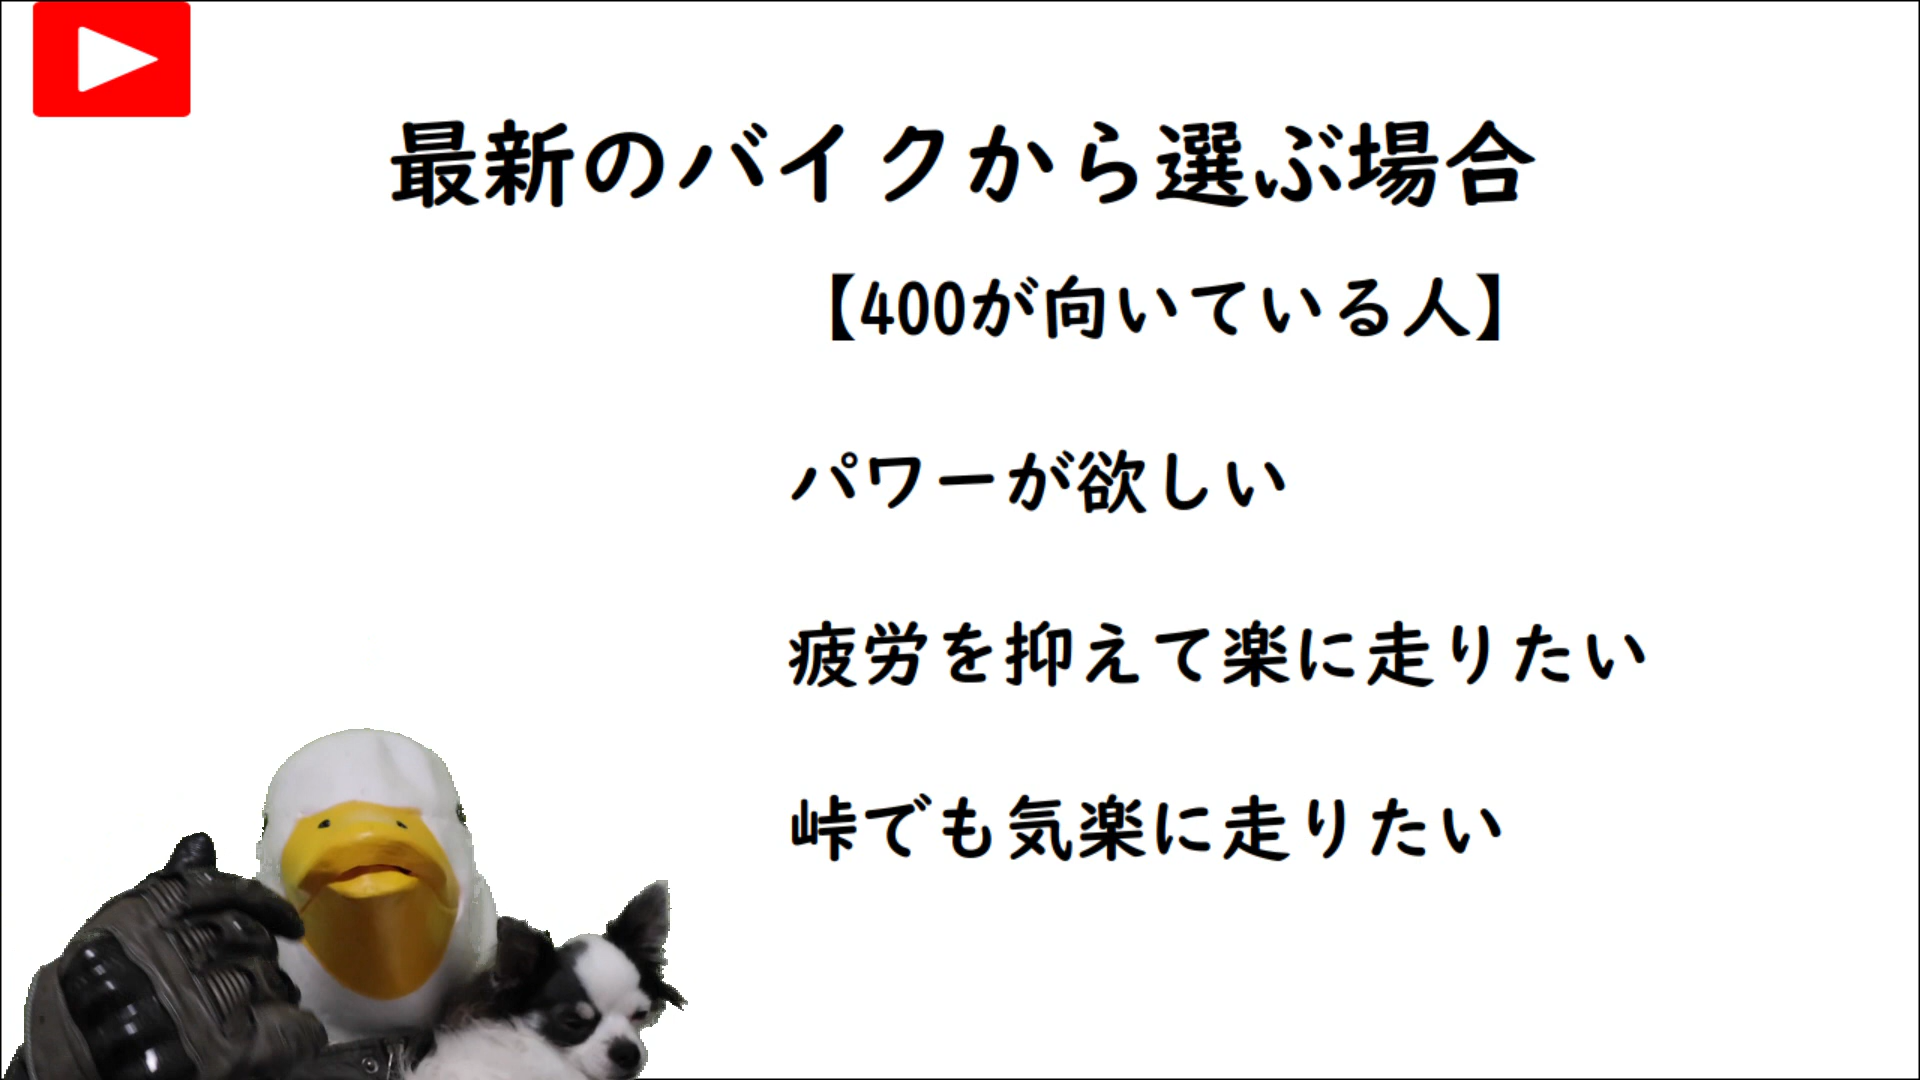 最新のバイクから選ぶ場合
【400が向いている人】
パワーが欲しい
疲労を抑えて楽に走りたい
峠でも気楽に走りたい